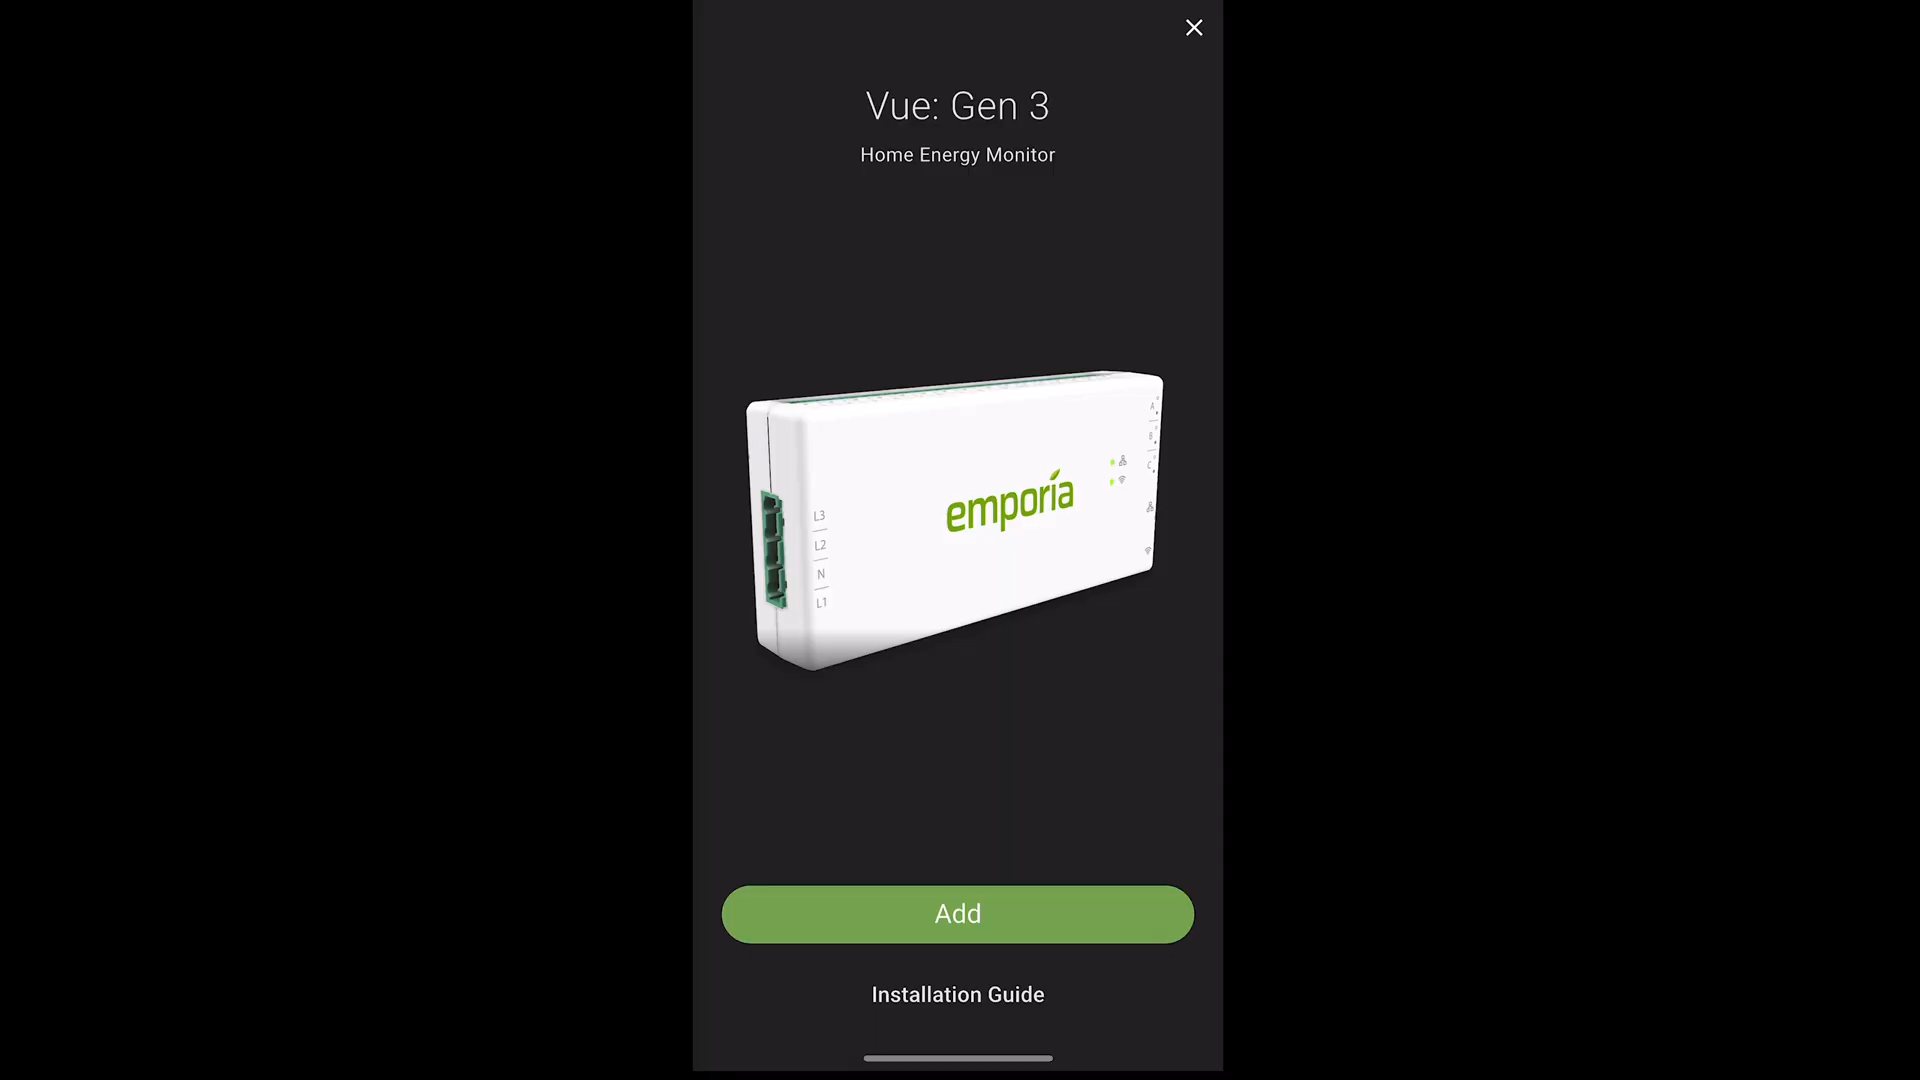 Vue: Gen 3
Home Energy Monitor
A
B
C
L3
L2
N
L1
emporia
Add
Installation Guide